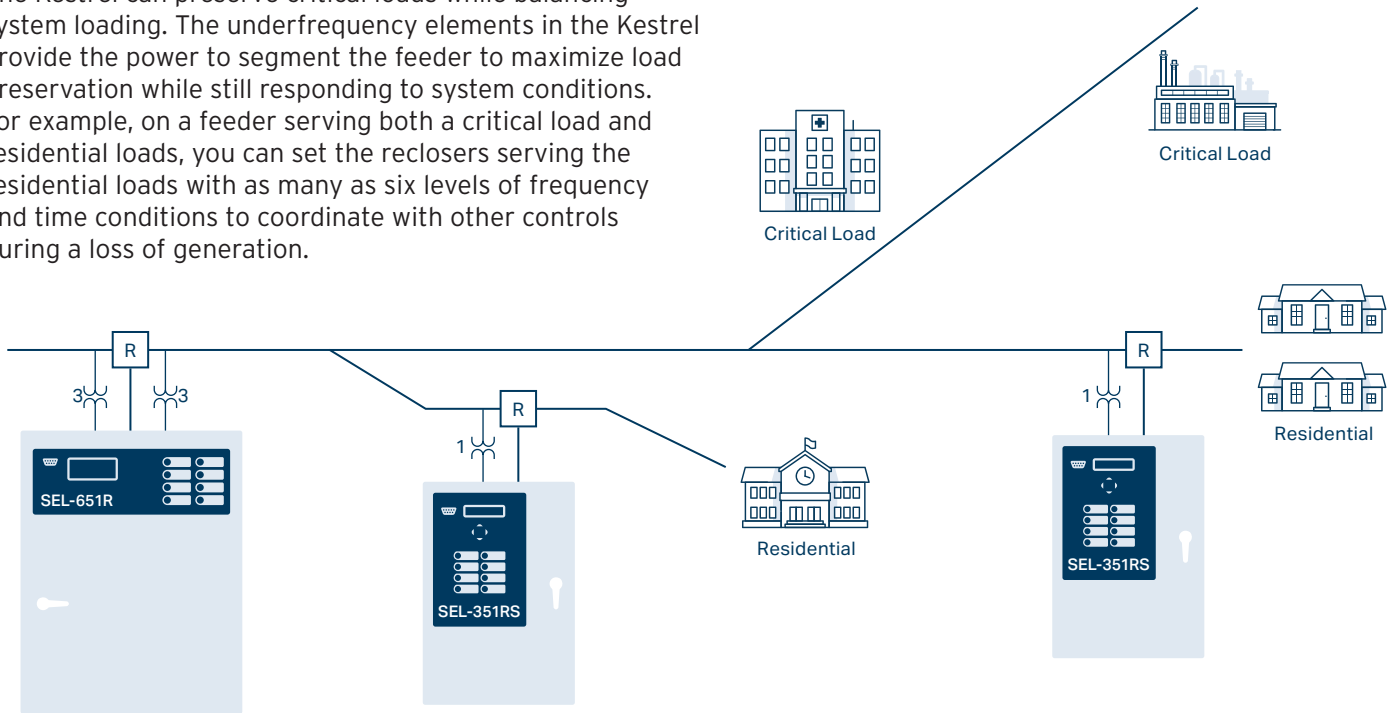 ystem loading. The underfrequency elements in the Kestrel
rovide the power to segment the feeder to maximize load
reservation while still responding to system conditions.
or example, on a feeder serving both a critical load and
esidential loads, you can set the reclosers serving the
esidential loads with as many as six levels of frequency
nd time conditions to coordinate with other controls
uring a loss of generation.
Critical Load
Critical Load
R
R
R
3
3
1
1
Residential
Residential
SEL-651R
SEL-351RS
SEL-351RS